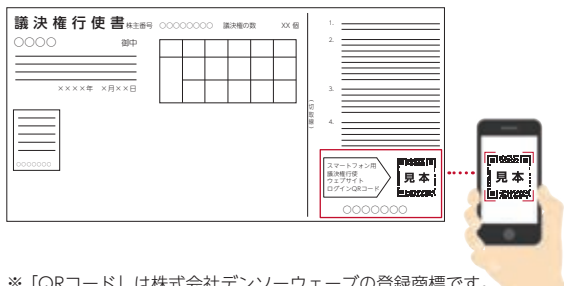 議決権行使書 株主番号 ○○○○○○○○ 議決権の数 XX 個
○○○○ 御中
××××年 ×月××日
○○○○○○○
1.
2.
3.
4.
スマートフォン用
議決権行使
ウェブサイト
ログインQRコード
見本
○○○○○○○
見本
※「QRコード」は株式会社デンソーウェーブの登録商標です。